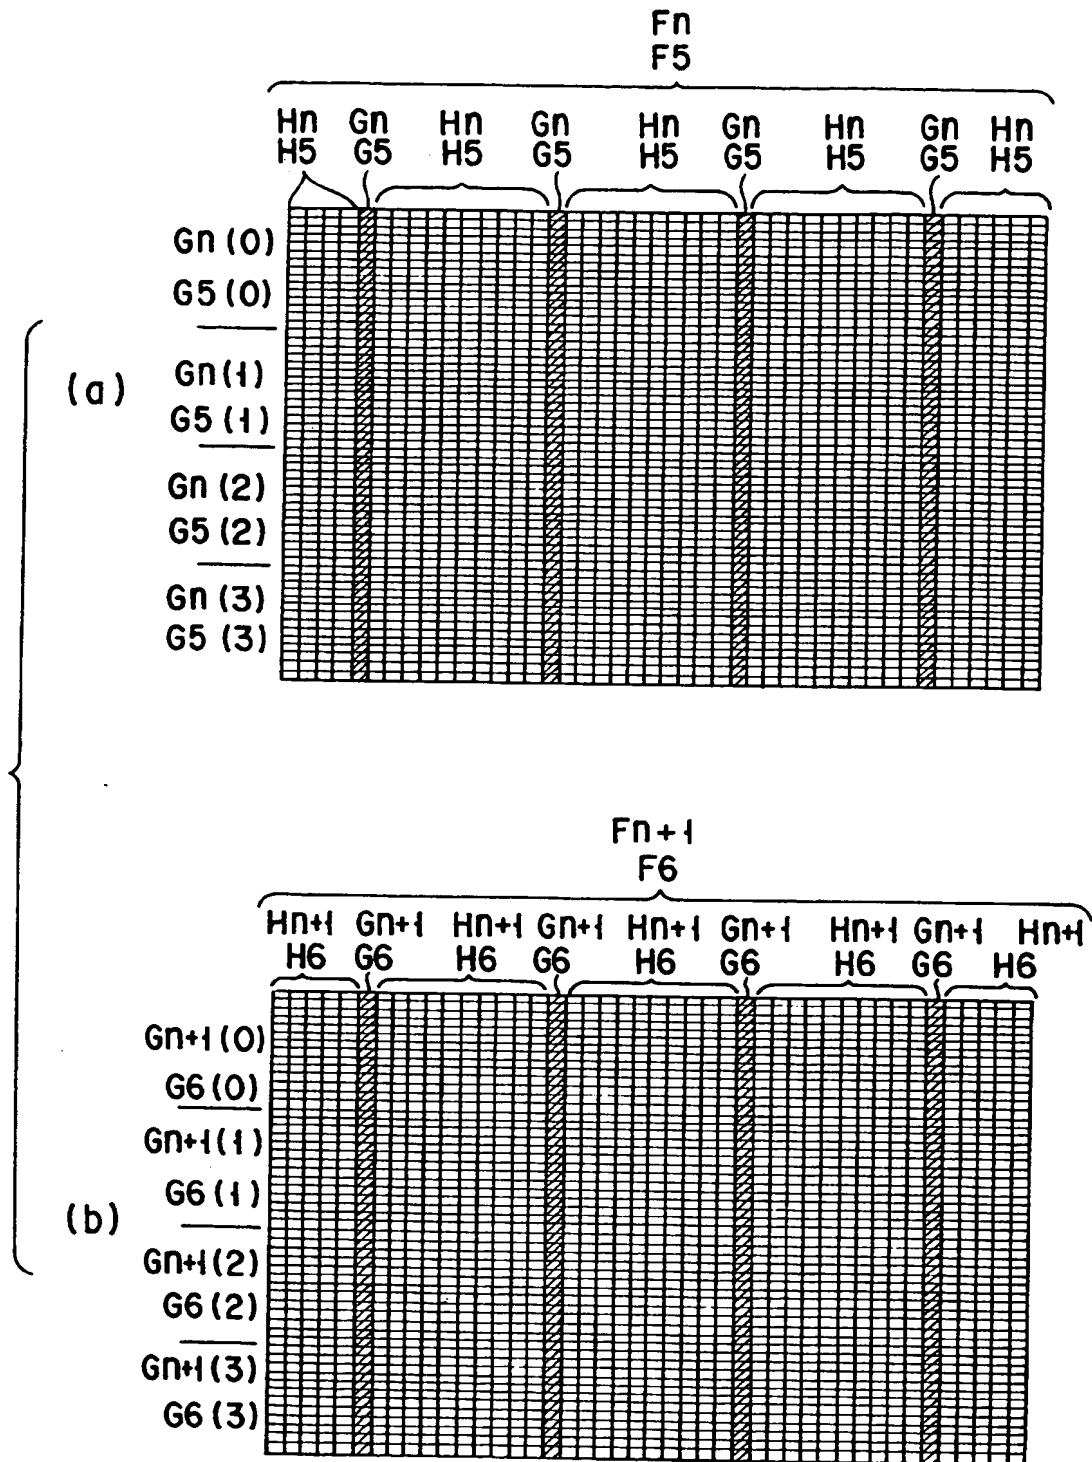 Fn
F5
Hn Gn Hn Gn Hn Gn Hn Gn Hn
H5 G5 H5 G5 H5 G5 H5 G5 H5
Gn (0)
G5 (0)
(a)
Gn (1)
G5 (1)
Gn (2)
G5 (2)
Gn (3)
G5 (3)
Fn+1
F6
Hn+1 Gn+1 Hn+1 Gn+1 Hn+1 Gn+1 Hn+1 Gn+1 Hn+1
H6 G6 H6 G6 H6 G6 H6 G6 H6
Gn+1 (0)
G6 (0)
Gn+1 (1)
G6 (1)
(b)
Gn+1 (2)
G6 (2)
Gn+1 (3)
G6 (3)